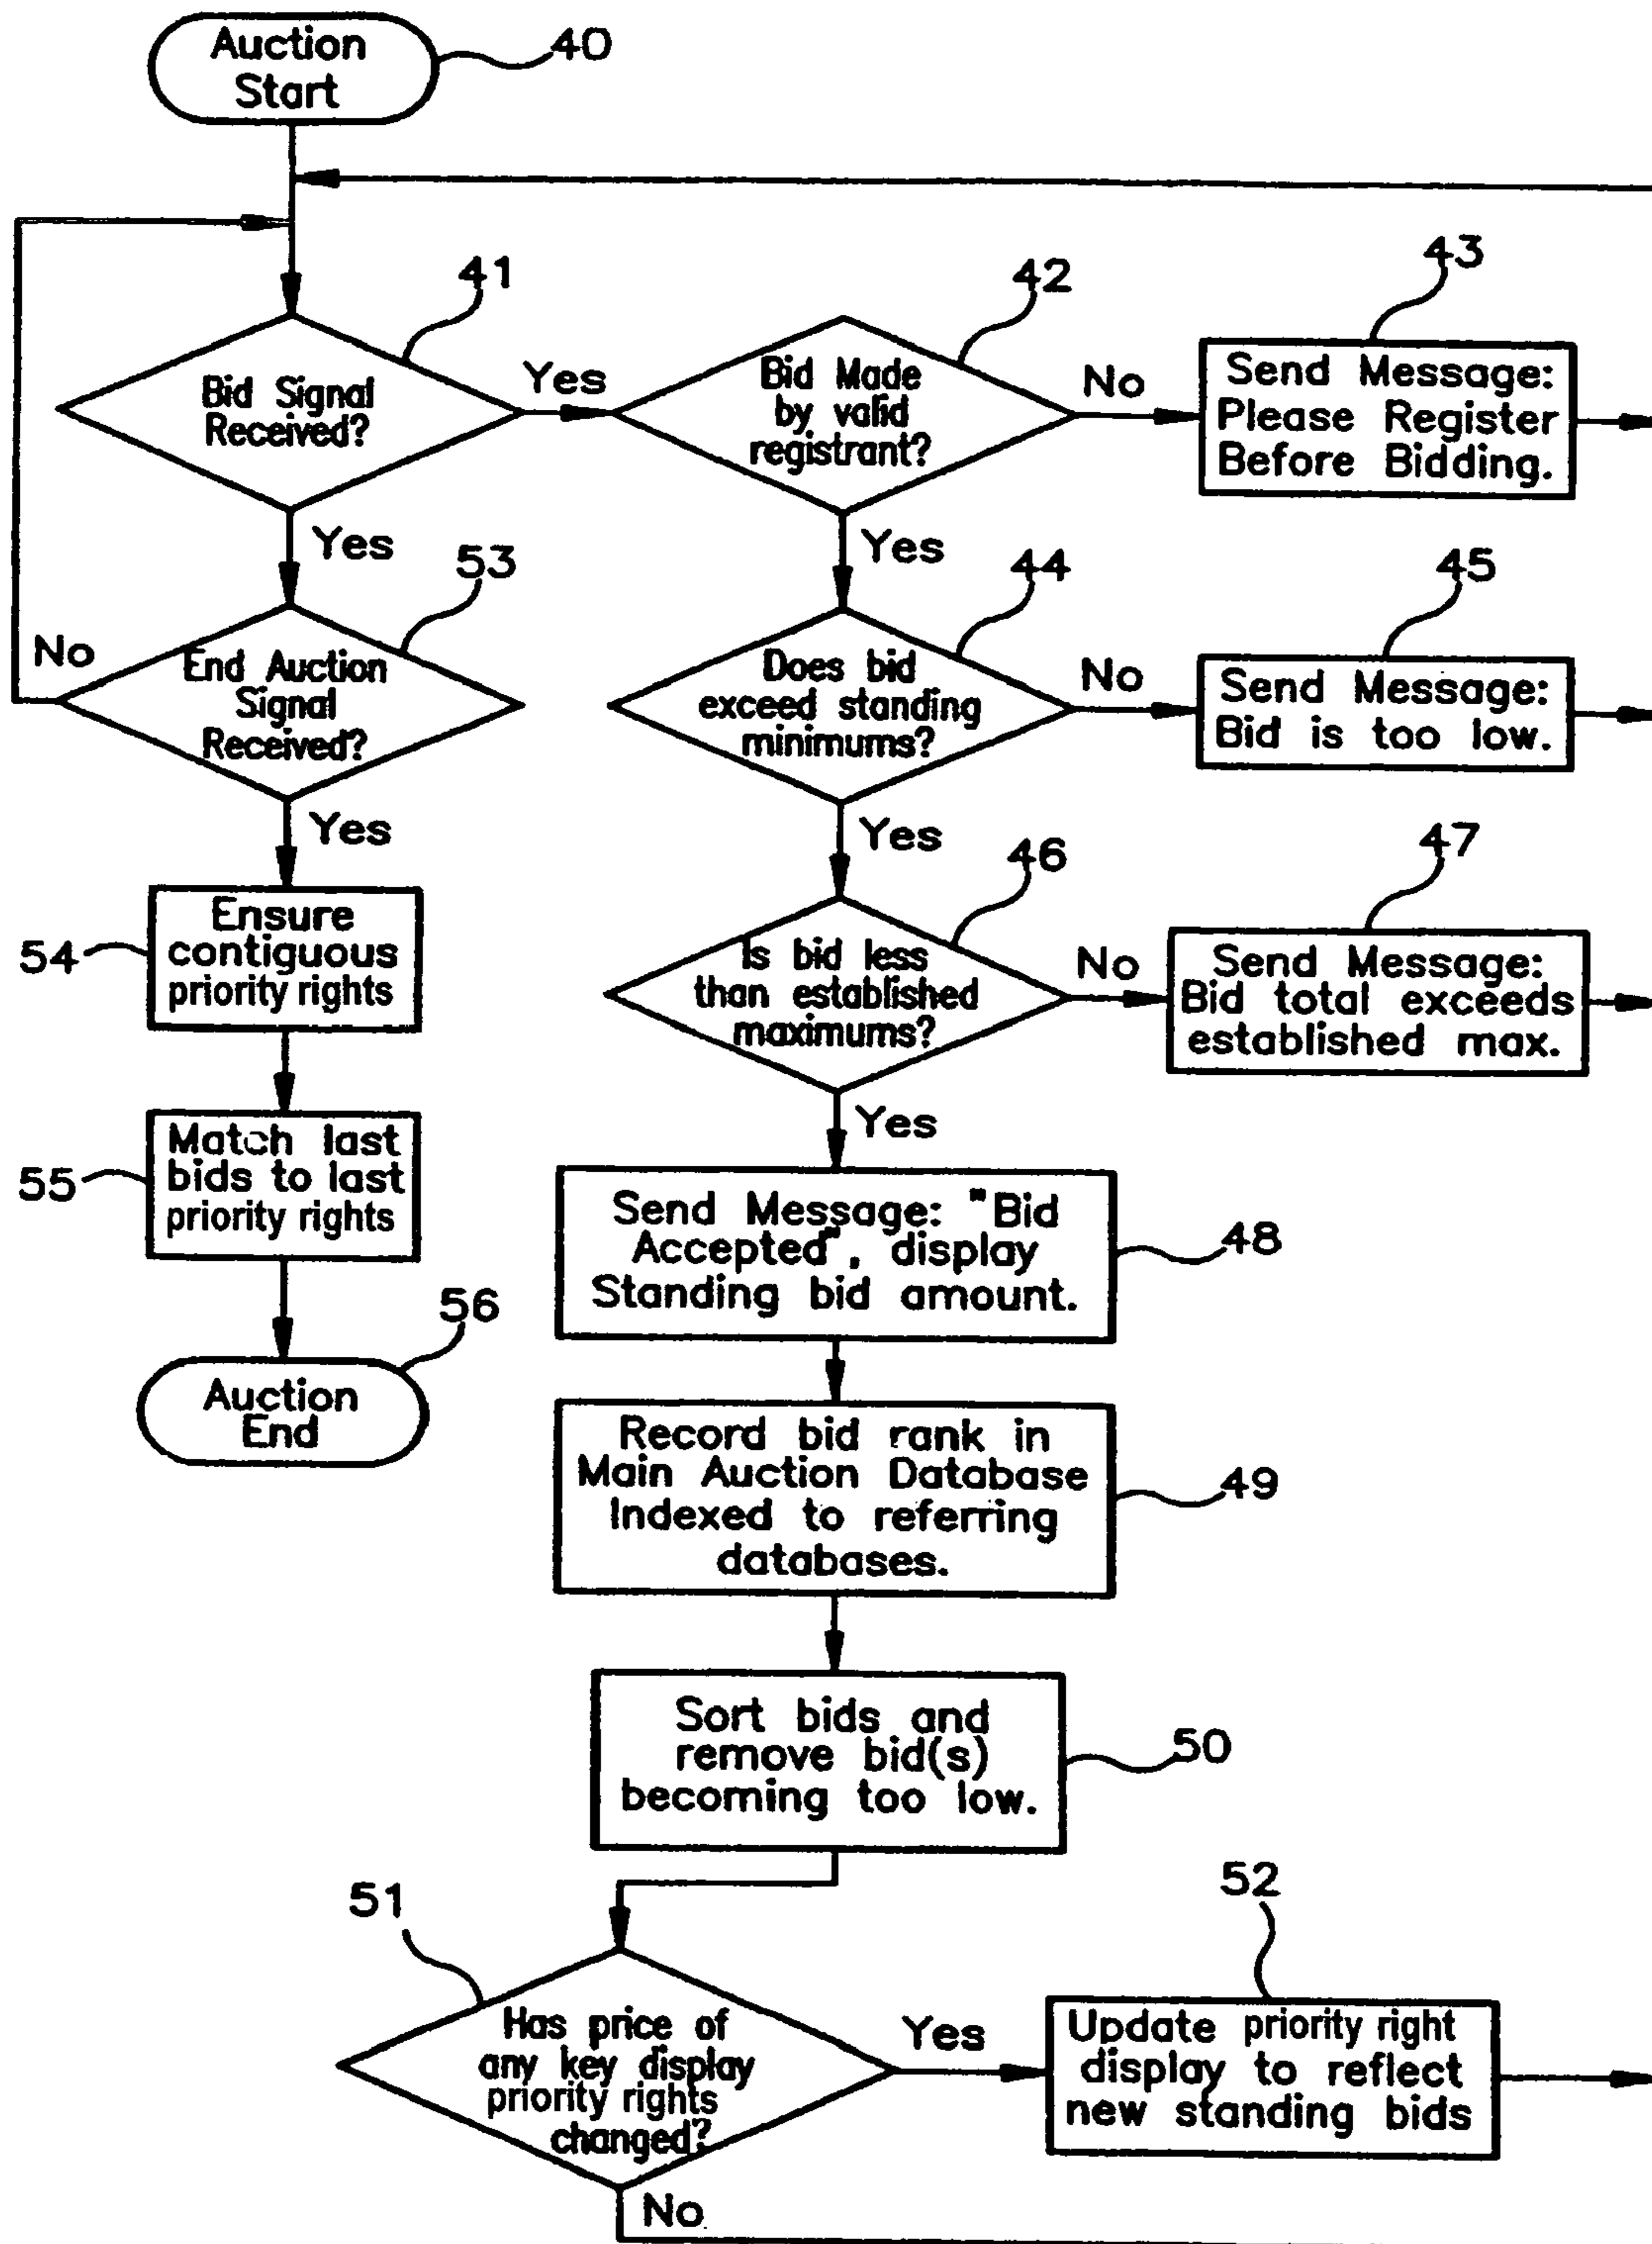 Auction
Start
40
41
Bid Signal
Received?
Yes
42
Bid Made
by valid
registrant?
No
43
Send Message:
Please Register
Before Bidding.
Yes
53
End Auction
Signal
Received?
No
Yes
44
Does bid
exceed standing
minimums?
No
45
Send Message:
Bid is too low.
Yes
54
Ensure
contiguous
priority rights
Yes
46
Is bid less
than established
maximums?
No
47
Send Message:
Bid total exceeds
established max.
55
Match last
bids to last
priority rights
Yes
48
Send Message: "Bid
Accepted", display
Standing bid amount.
56
Auction
End
49
Record bid rank in
Main Auction Database
Indexed to referring
databases.
50
Sort bids and
remove bid(s)
becoming too low.
51
Has price of
any key display
priority rights
changed?
Yes
52
Update priority right
display to reflect
new standing bids
No